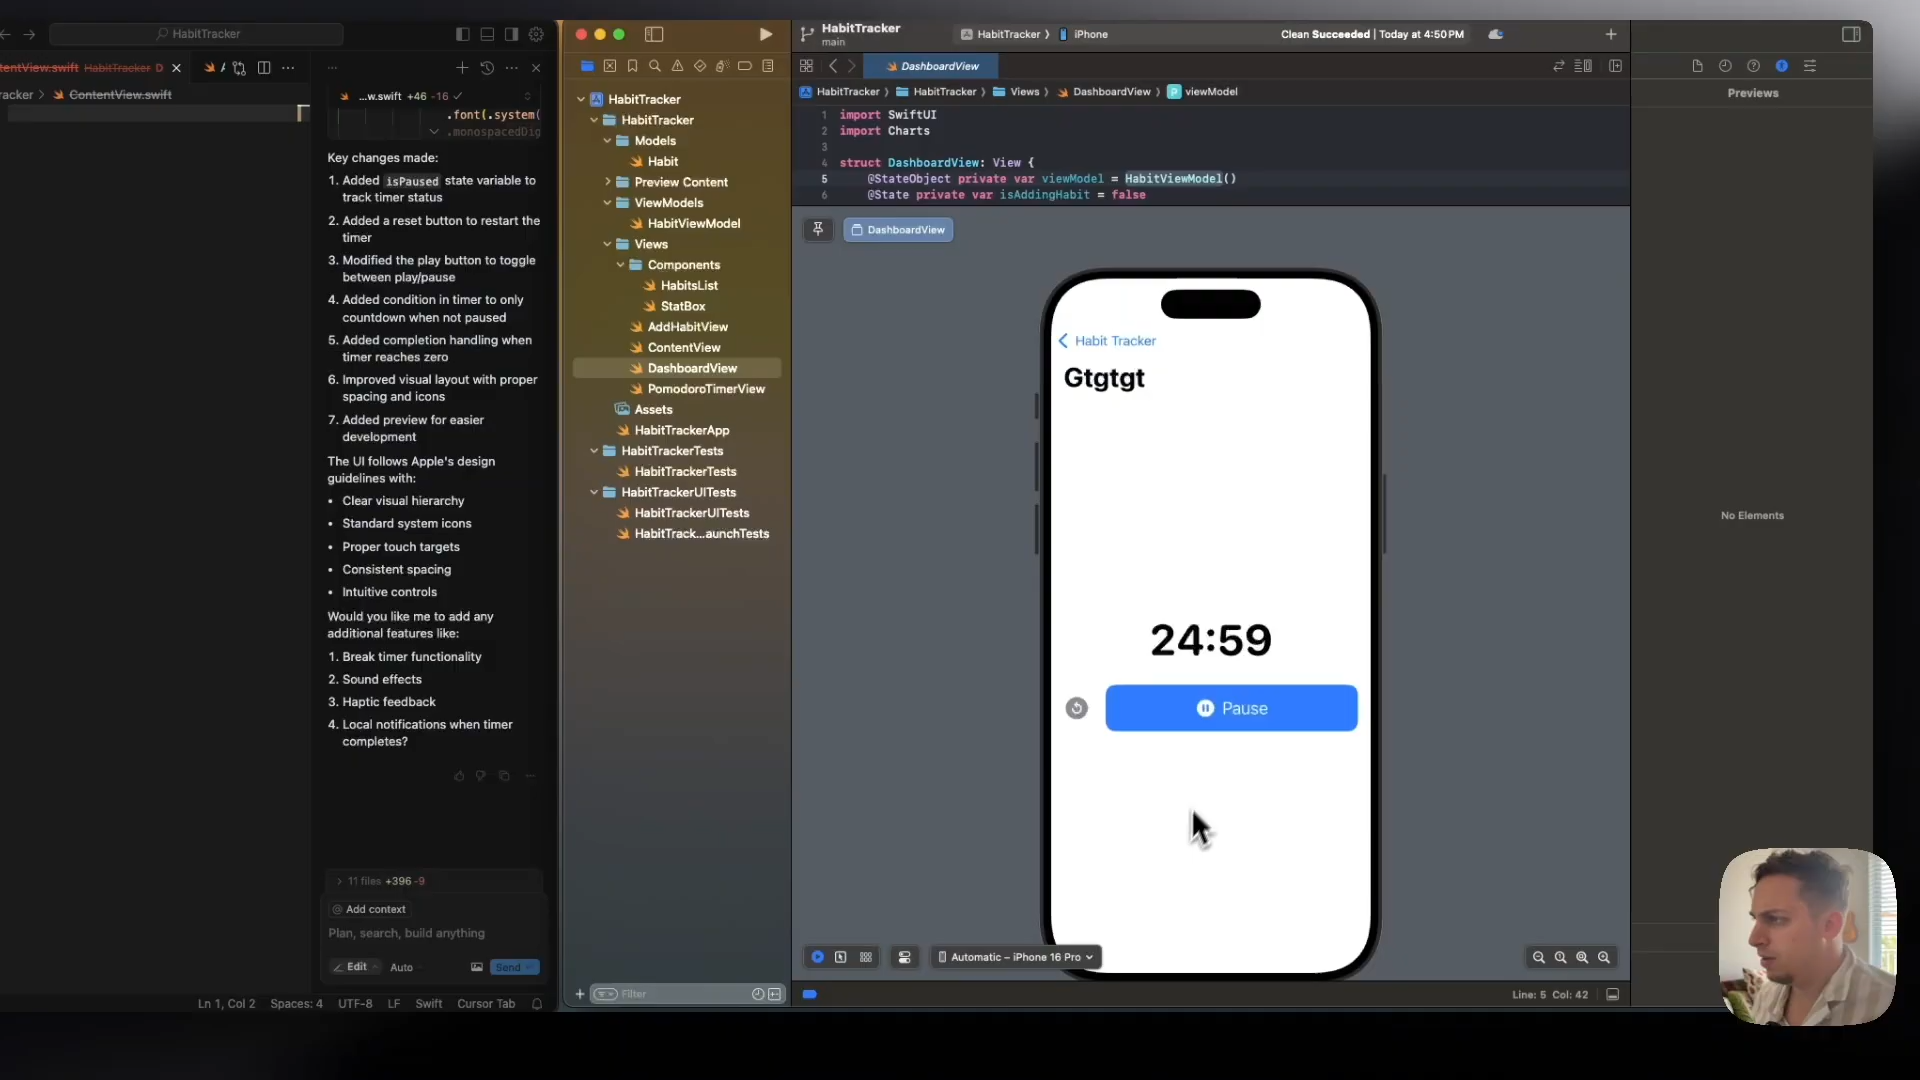 HabitTracker
entView.swift HabitTracker D
racker > ContentView.swift
...w.swift +46 -16
.font(.system(
.monospacedDig
Key changes made:
1. Added isPaused state variable to
track timer status
2. Added a reset button to restart the
timer
3. Modified the play button to toggle
between play/pause
4. Added condition in timer to only
countdown when not paused
5. Added completion handling when
timer reaches zero
6. Improved visual layout with proper
spacing and icons
7. Added preview for easier
development
The UI follows Apple's design
guidelines with:
• Clear visual hierarchy
• Standard system icons
• Proper touch targets
• Consistent spacing
• Intuitive controls
Would you like me to add any
additional features like:
1. Break timer functionality
2. Sound effects
3. Haptic feedback
4. Local notifications when timer
completes?
> 11 files +396 -9
@ Add context
Plan, search, build anything
Edit
Auto
Send
Ln 1, Col 2
Spaces: 4
UTF-8
LF
Swift
Cursor Tab
HabitTracker
HabitTracker
Models
Habit
Preview Content
ViewModels
HabitViewModel
Views
Components
HabitsList
StatBox
AddHabitView
ContentView
DashboardView
PomodoroTimerView
Assets
HabitTrackerApp
HabitTrackerTests
HabitTrackerTests
HabitTrackerUITests
HabitTrackerUITests
HabitTrack...aunchTests
Filter
HabitTracker
main
HabitTracker > iPhone
Clean Succeeded | Today at 4:50 PM
DashboardView
HabitTracker > HabitTracker > Views > DashboardView > P viewModel
1 import SwiftUI
2 import Charts
3
4 struct DashboardView: View {
5 @StateObject private var viewModel = HabitViewModel()
6 @State private var isAddingHabit = false
DashboardView
Habit Tracker
Gtgtgt
24:59
Pause
Automatic – iPhone 16 Pro
Line: 5 Col: 42
Previews
No Elements